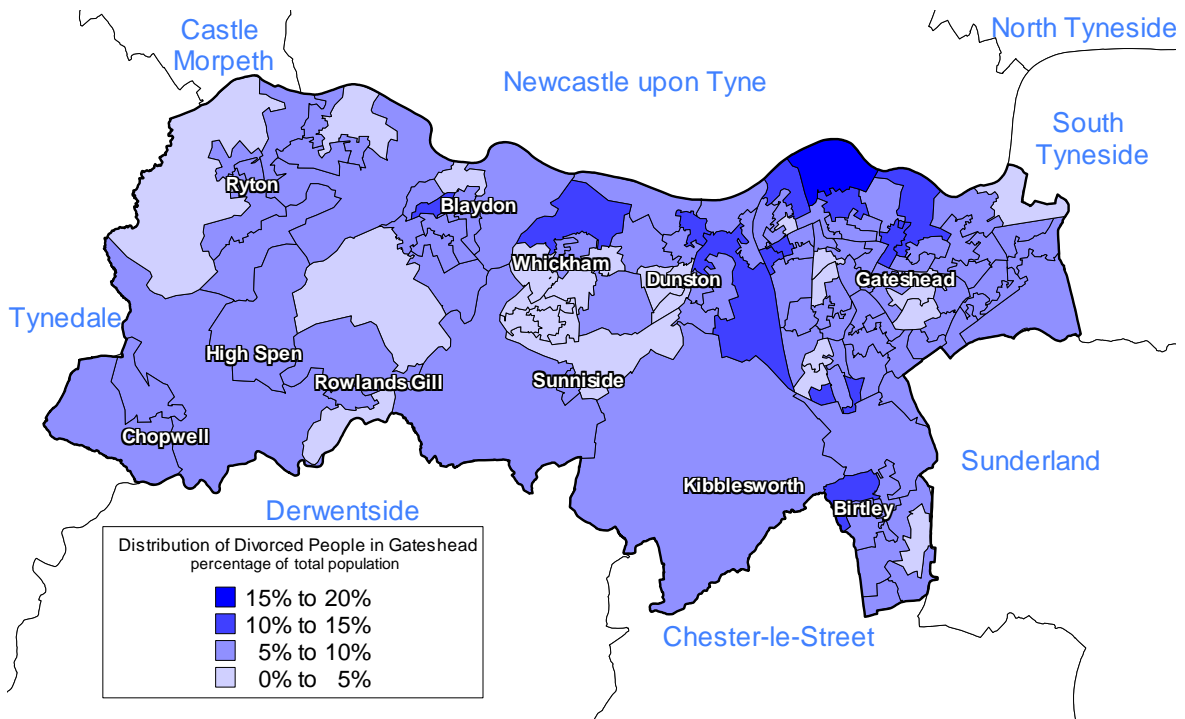 North Tyneside
Castle
Morpeth
Newcastle upon Tyne
South
Tyneside
Ryton
Blaydon
Whickham
Dunston
Gateshead
Tynedale
High Spen
Rowlands Gill
Sunniside
Chopwell
Sunderland
Kibblesworth
Birtley
Derwentside
Distribution of Divorced People in Gateshead
percentage of total population
15% to 20%
10% to 15%
5% to 10%
0% to 5%
Chester-le-Street